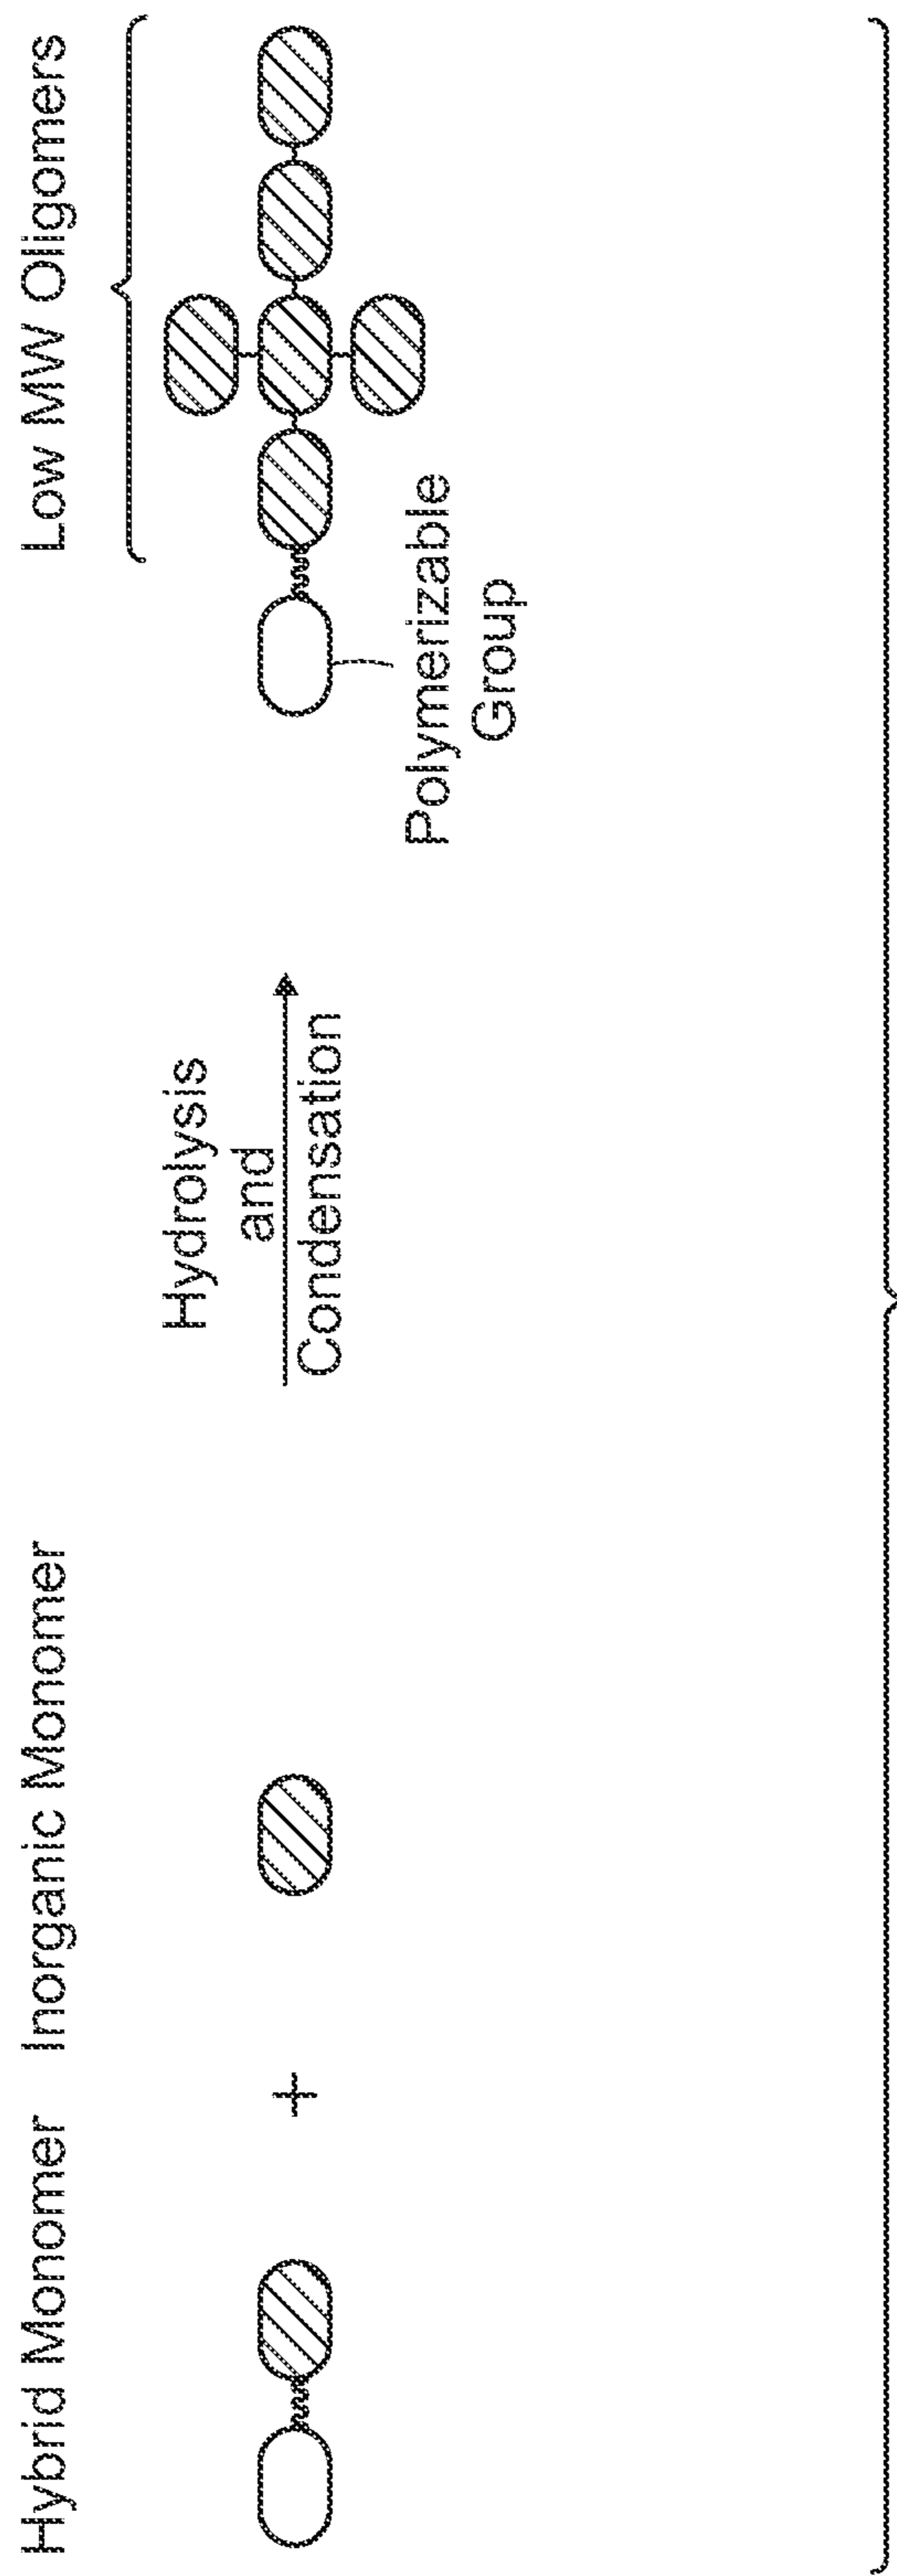 Hybrid Monomer
+
Inorganic Monomer
Hydrolysis
and
Condensation
Low MW Oligomers
Polymerizable
Group